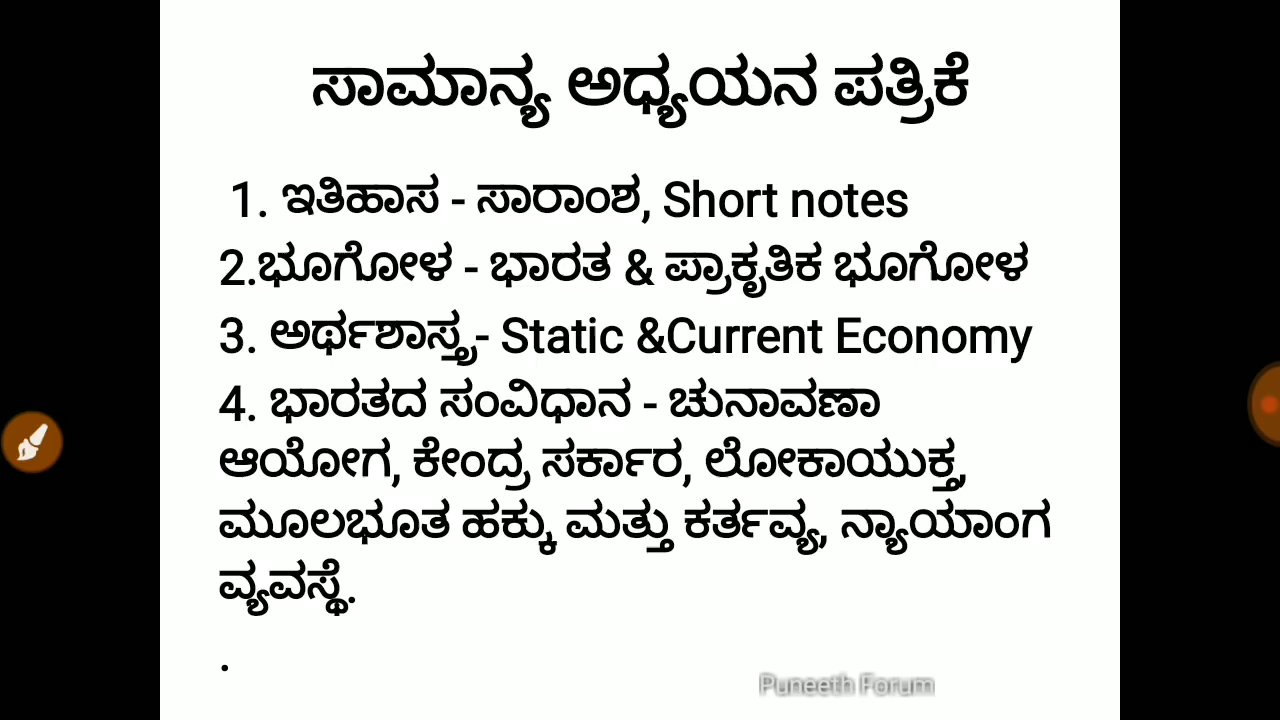 ಸಾಮಾನ್ಯ ಅಧ್ಯಯನ ಪತ್ರಿಕೆ
1. ಇತಿಹಾಸ - ಸಾರಾಂಶ, Short notes
2.ಭೂಗೋಳ - ಭಾರತ & ಪ್ರಾಕೃತಿಕ ಭೂಗೋಳ
3. ಅರ್ಥಶಾಸ್ತ್ರ- Static &Current Economy
4. ಭಾರತದ ಸಂವಿಧಾನ - ಚುನಾವಣಾ
ಆಯೋಗ, ಕೇಂದ್ರ ಸರ್ಕಾರ, ಲೋಕಾಯುಕ್ತ,
ಮೂಲಭೂತ ಹಕ್ಕು ಮತ್ತು ಕರ್ತವ್ಯ, ನ್ಯಾಯಾಂಗ
ವ್ಯವಸ್ಥೆ.
.
Puneeth Forum